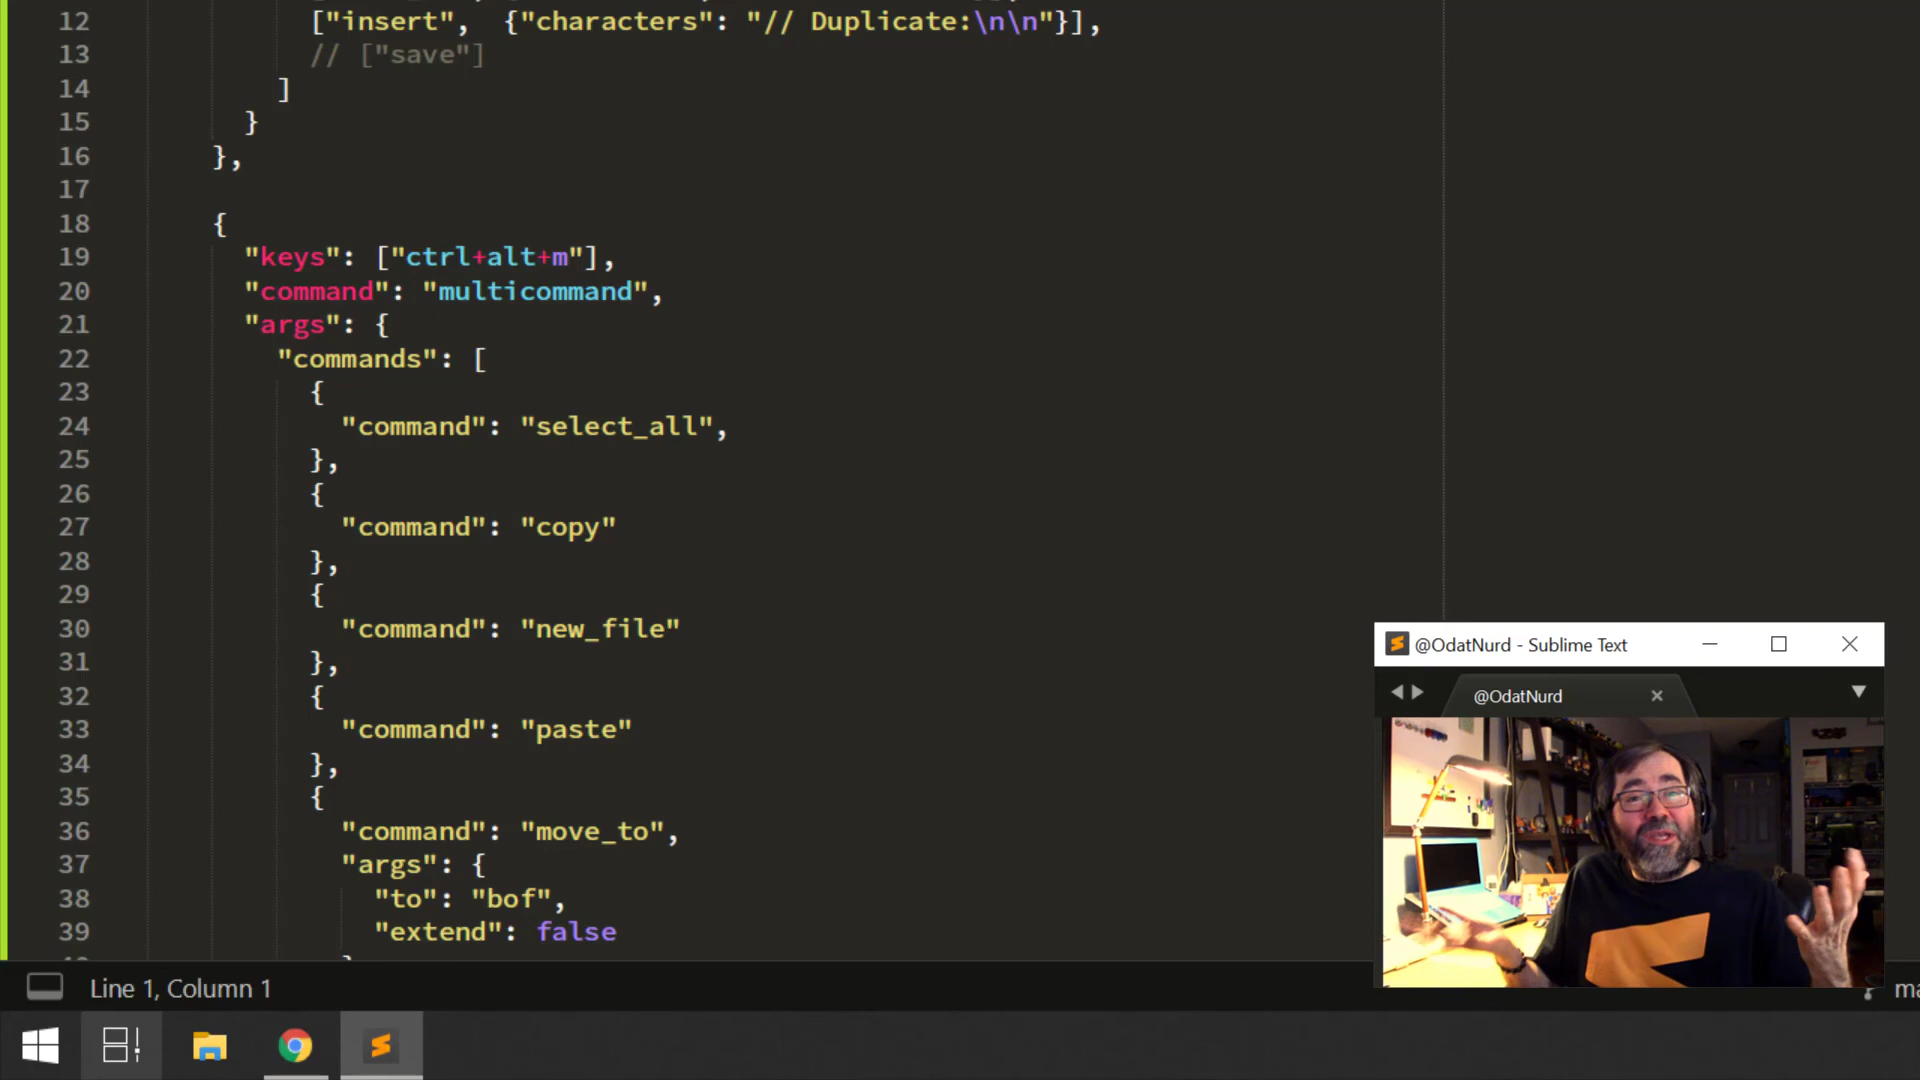 12 ["insert", {"characters": "// Duplicate:\n\n"}],
13 // ["save"]
14 ]
15 }
16 },
17
18 {
19 "keys": ["ctrl+alt+m"],
20 "command": "multicommand",
21 "args": {
22 "commands": [
23 {
24 "command": "select_all",
25 },
26 {
27 "command": "copy"
28 },
29 {
30 "command": "new_file"
31 },
32 {
33 "command": "paste"
34 },
35 {
36 "command": "move_to",
37 "args": {
38 "to": "bof",
39 "extend": false
@OdatNurd - Sublime Text
@OdatNurd
Line 1, Column 1